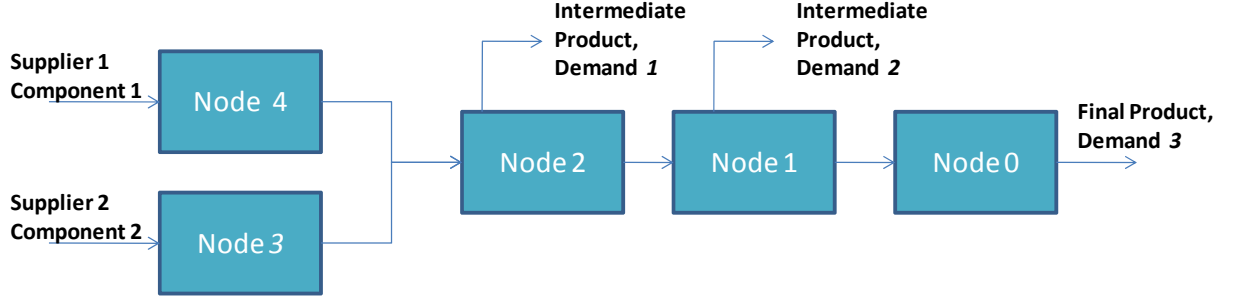 Supplier 1
Component 1
Node 4
Supplier 2
Component 2
Node 3
Intermediate
Product,
Demand 1
Node 2
Intermediate
Product,
Demand 2
Node 1
Node 0
Final Product,
Demand 3